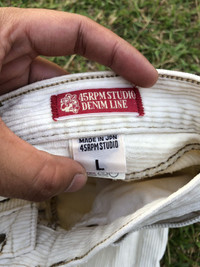 45RPM STUDIO
DENIM LINE
MADE IN JPN
45RPM STUDIO
L